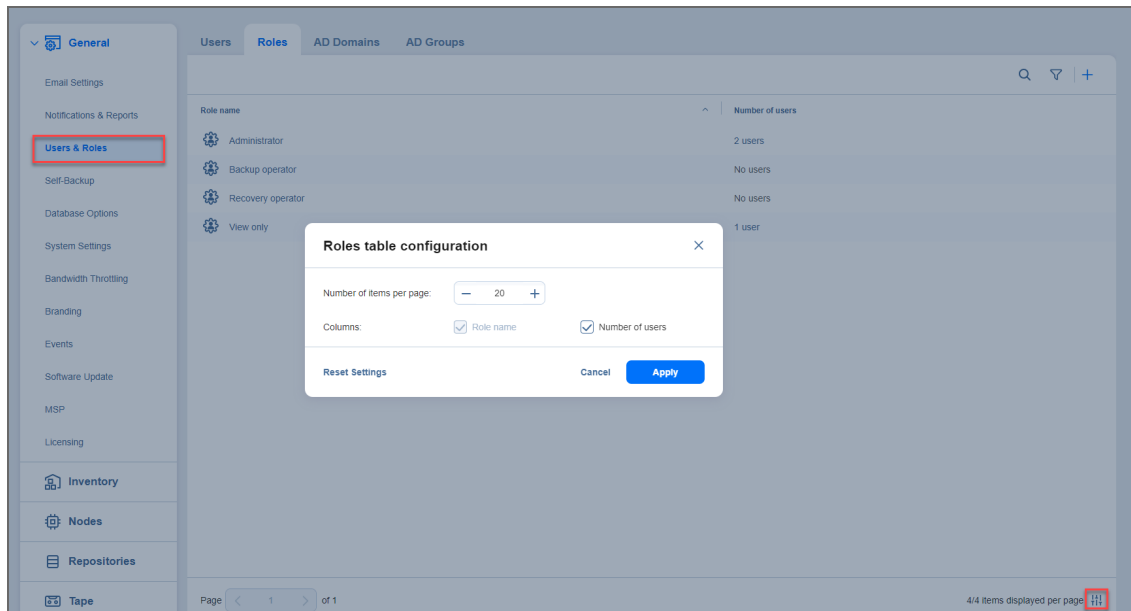 General
Email Settings
Notifications & Reports
Users & Roles
Self-Backup
Database Options
System Settings
Bandwidth Throttling
Branding
Events
Software Update
MSP
Licensing
Inventory
Nodes
Repositories
Tape
Users Roles AD Domains AD Groups
Role name Number of users
Administrator 2 users
Backup operator No users
Recovery operator No users
View only 1 user
Roles table configuration
Number of items per page: 20
Columns: Role name Number of users
Reset Settings Cancel Apply
Page 1 of 1 4/4 items displayed per page